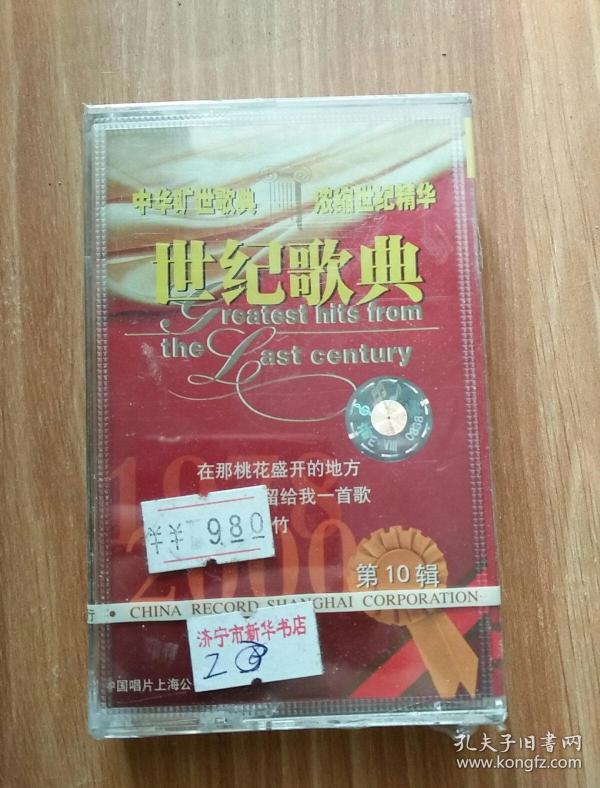 中华旷世歌典 浓缩世纪精华
世纪歌典
Greatest hits from
the Last century
在那桃花盛开的地方
留给我一首歌
竹
1978
2000
9.80
第10辑
行
CHINA RECORD SHANGHAI CORPORATION
济宁市新华书店
中国唱片上海公
孔夫子旧书网
www.kongfz.com